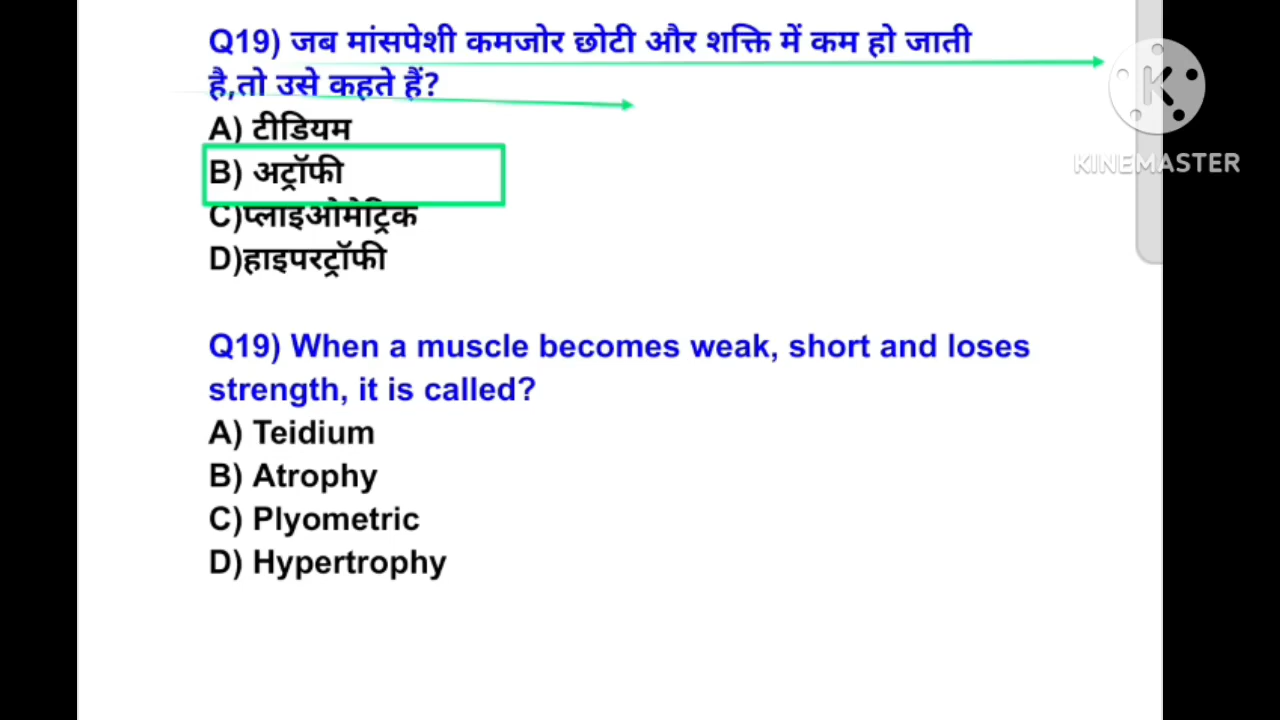 Q19) जब मांसपेशी कमजोर छोटी और शक्ति में कम हो जाती
है,तो उसे कहते हैं?
A) टीडियम
B) अट्रॉफी
C)प्लाइओमेट्रिक
D)हाइपरट्रॉफी
Q19) When a muscle becomes weak, short and loses
strength, it is called?
A) Teidium
B) Atrophy
C) Plyometric
D) Hypertrophy
K
KINEMASTER